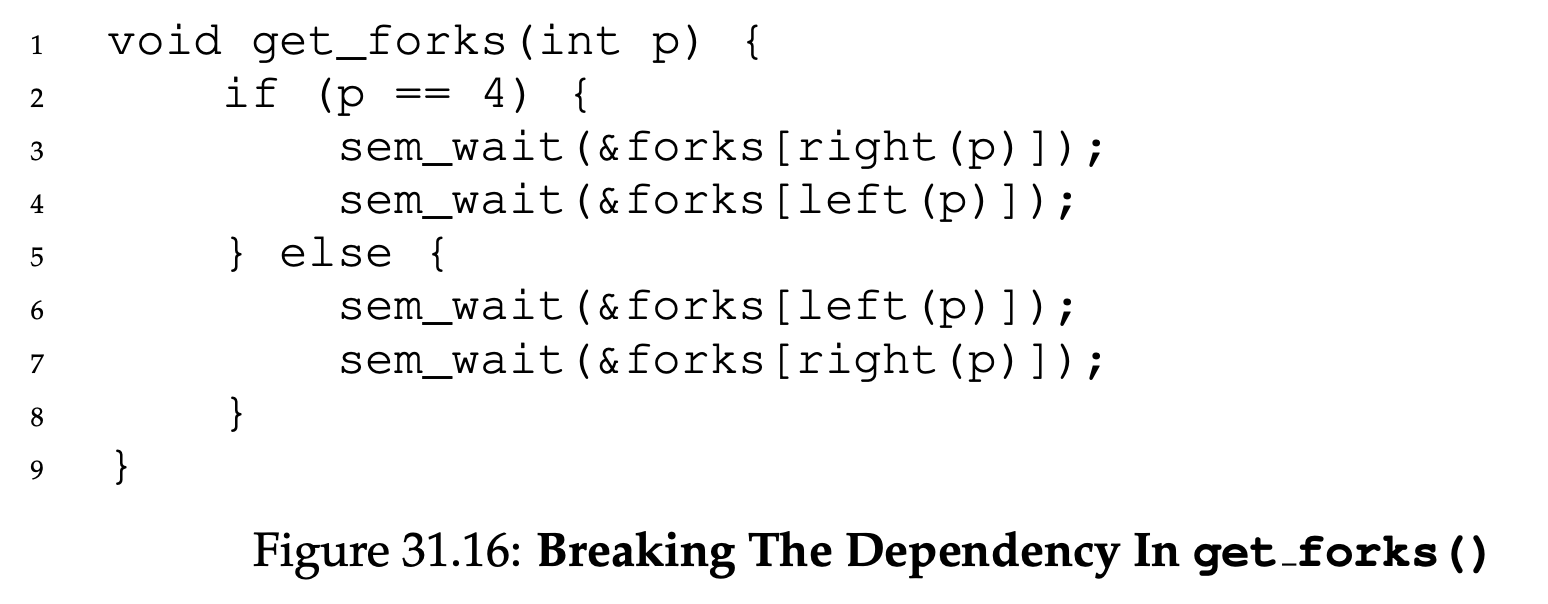 1 void get_forks(int p) {
2 if (p == 4) {
3 sem_wait(&forks[right(p)]);
4 sem_wait(&forks[left(p)]);
5 } else {
6 sem_wait(&forks[left(p)]);
7 sem_wait(&forks[right(p)]);
8 }
9 }
Figure 31.16: Breaking The Dependency In get_forks()